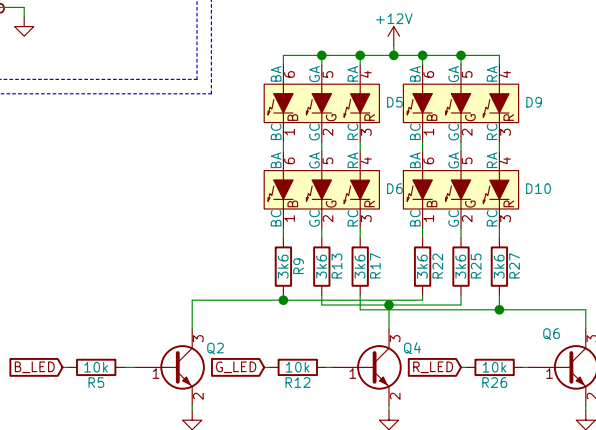 +12V
BA 6 GA 5 RA 4 BA 6 GA 5 RA 4
B G R D5 B G R D9
BC 1 GC 2 RC 3 BC 1 GC 2 RC 3
BA 6 GA 5 RA 4 BA 6 GA 5 RA 4
B G R D6 B G R D10
BC 1 GC 2 RC 3 BC 1 GC 2 RC 3
3k6 R9 3k6 R13 3k6 R17 3k6 R22 3k6 R25 3k6 R27
3 Q2 3 Q4 Q6 3
B_LED 10k 1 G_LED 10k 1 R_LED 10k 1
R5 R12 R26
2 2 2